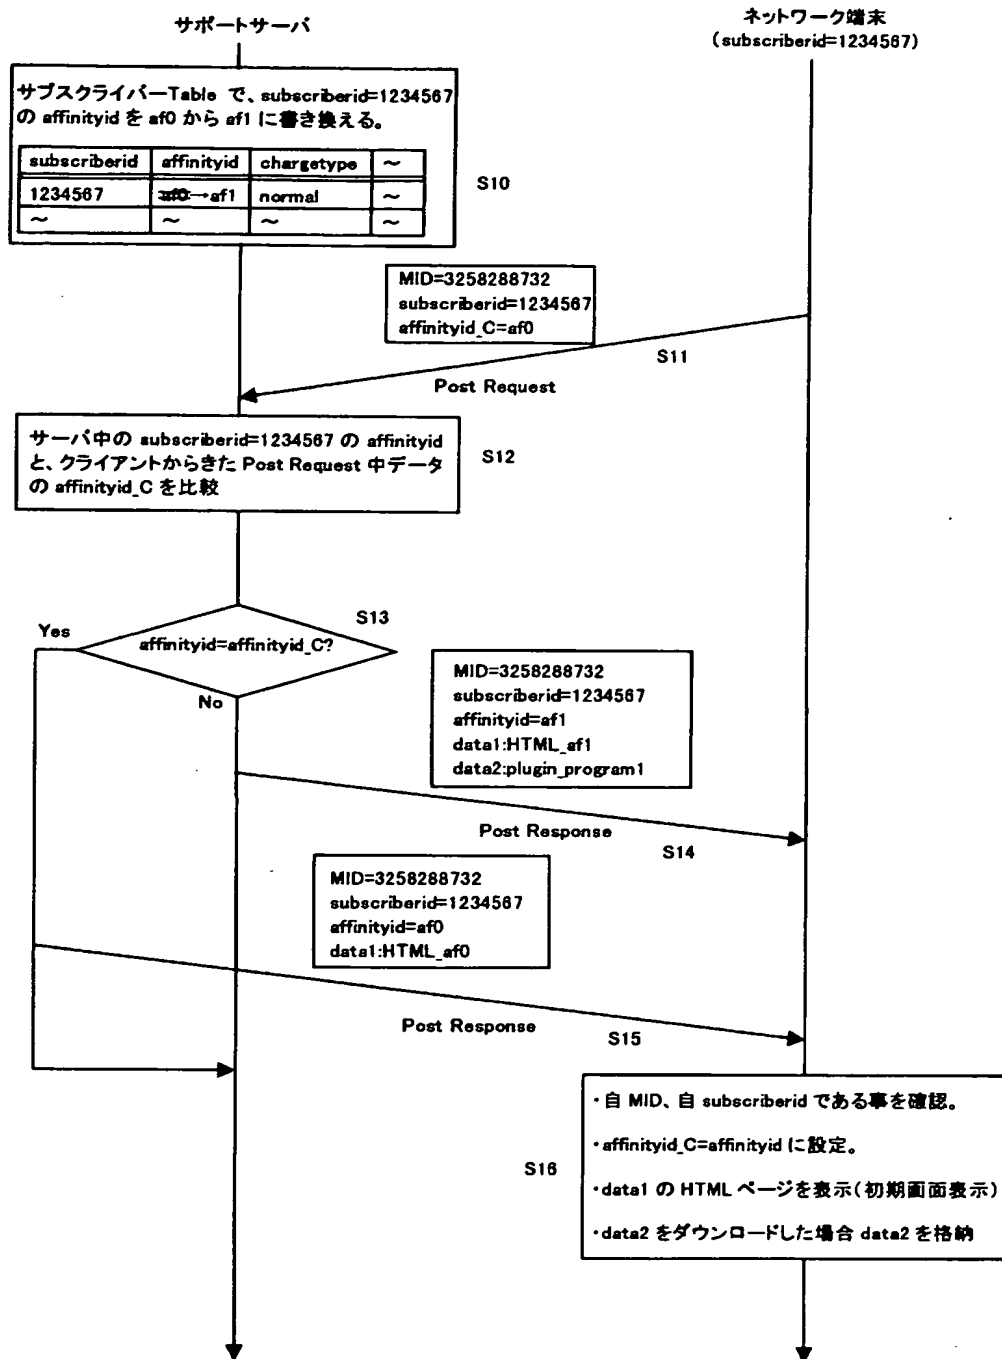 サポートサーバ
ネットワーク端末
(subscriberid=1234567)
サブスクライバーTable で、subscriberid=1234567
の affinityid を af0 から af1 に書き換える。
subscriberid affinityid chargetype ～
1234567 af0→af1 normal ～
～ ～ ～
S10
MID=3258288732
subscriberid=1234567
affinityid_C=af0
S11
Post Request
サーバ中の subscriberid=1234567 の affinityid
と、クライアントからきた Post Request 中データ
の affinityid_C を比較
S12
S13
Yes
affinityid=affinityid_C?
No
MID=3258288732
subscriberid=1234567
affinityid=af1
data1:HTML_af1
data2:plugin_program1
Post Response
S14
MID=3258288732
subscriberid=1234567
affinityid=af0
data1:HTML_af0
Post Response
S15
・自 MID、自 subscriberid である事を確認。
・affinityid_C=affinityid に設定。
S16
・data1 の HTML ページを表示(初期画面表示)
・data2 をダウンロードした場合 data2 を格納